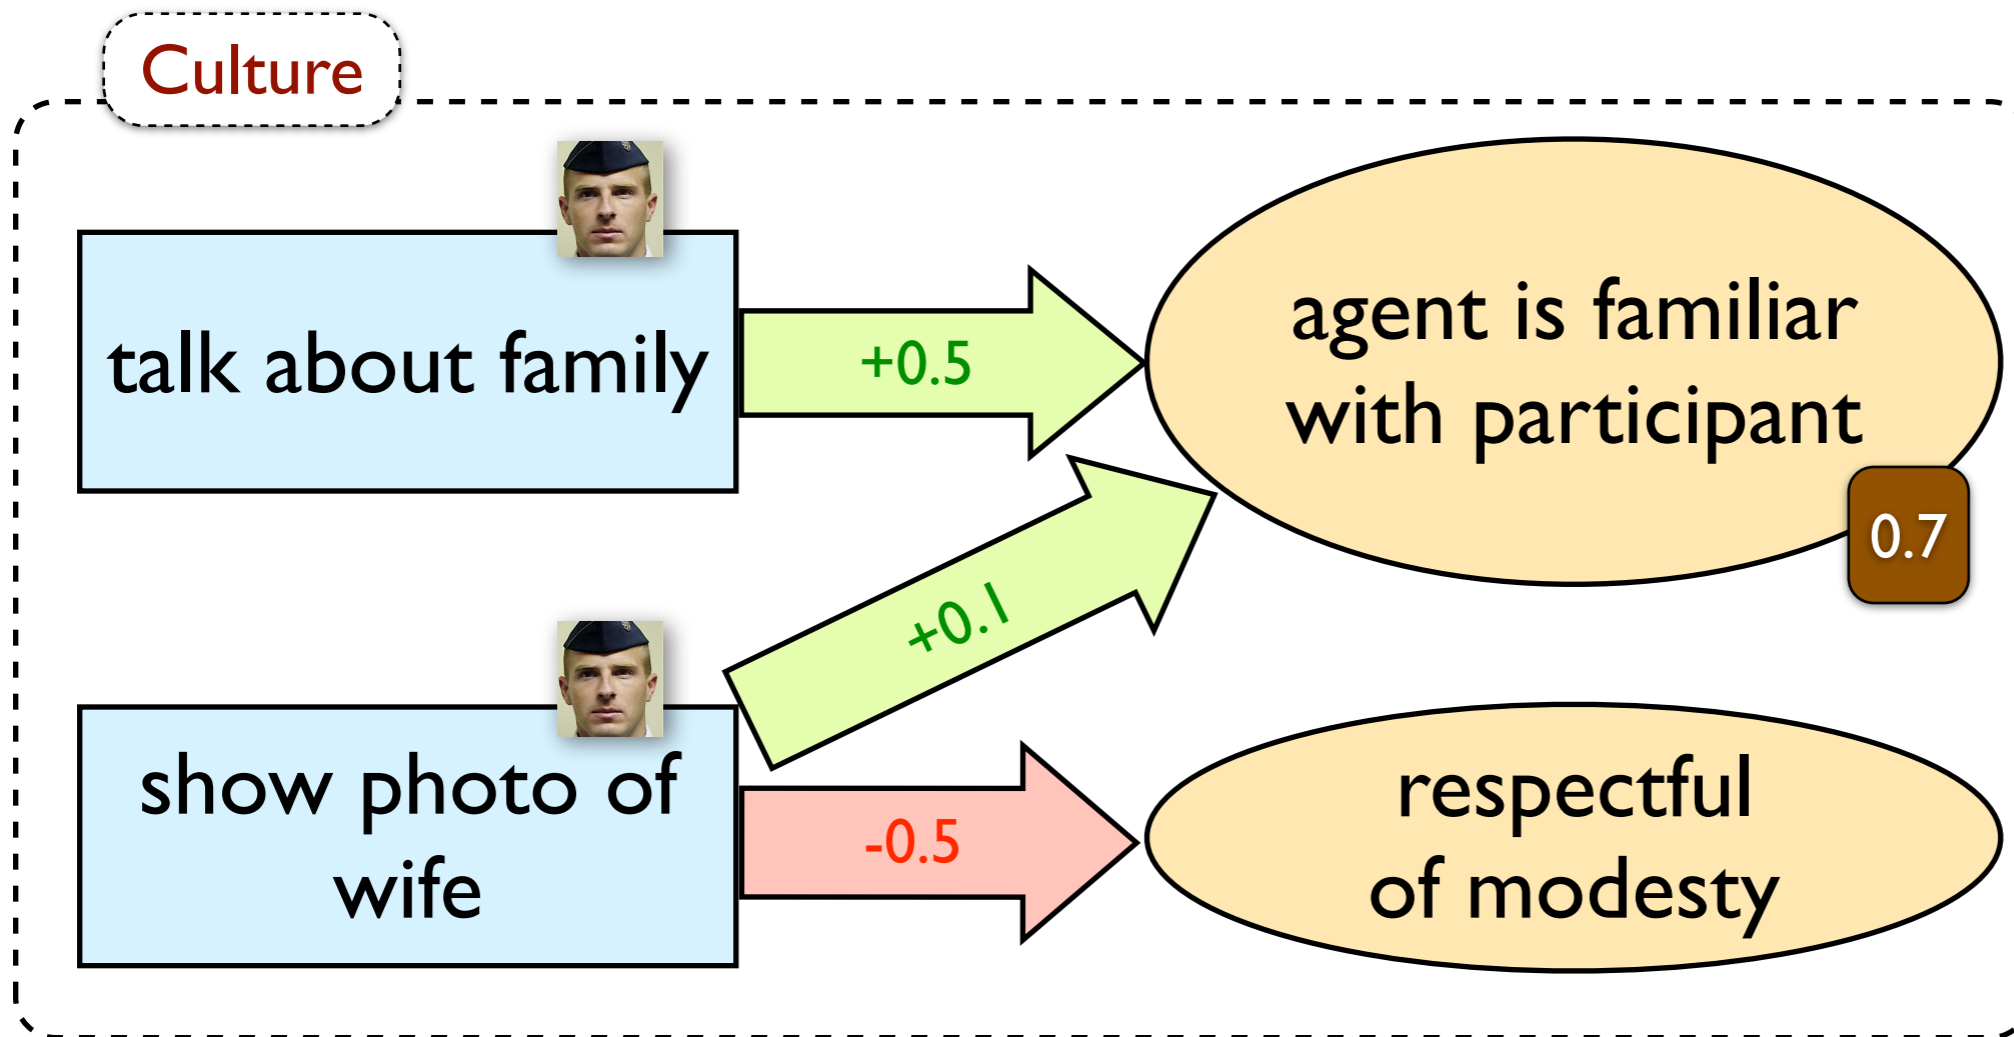 Culture
talk about family
+0.5
agent is familiar
with participant
0.7
+0.1
show photo of
wife
-0.5
respectful
of modesty